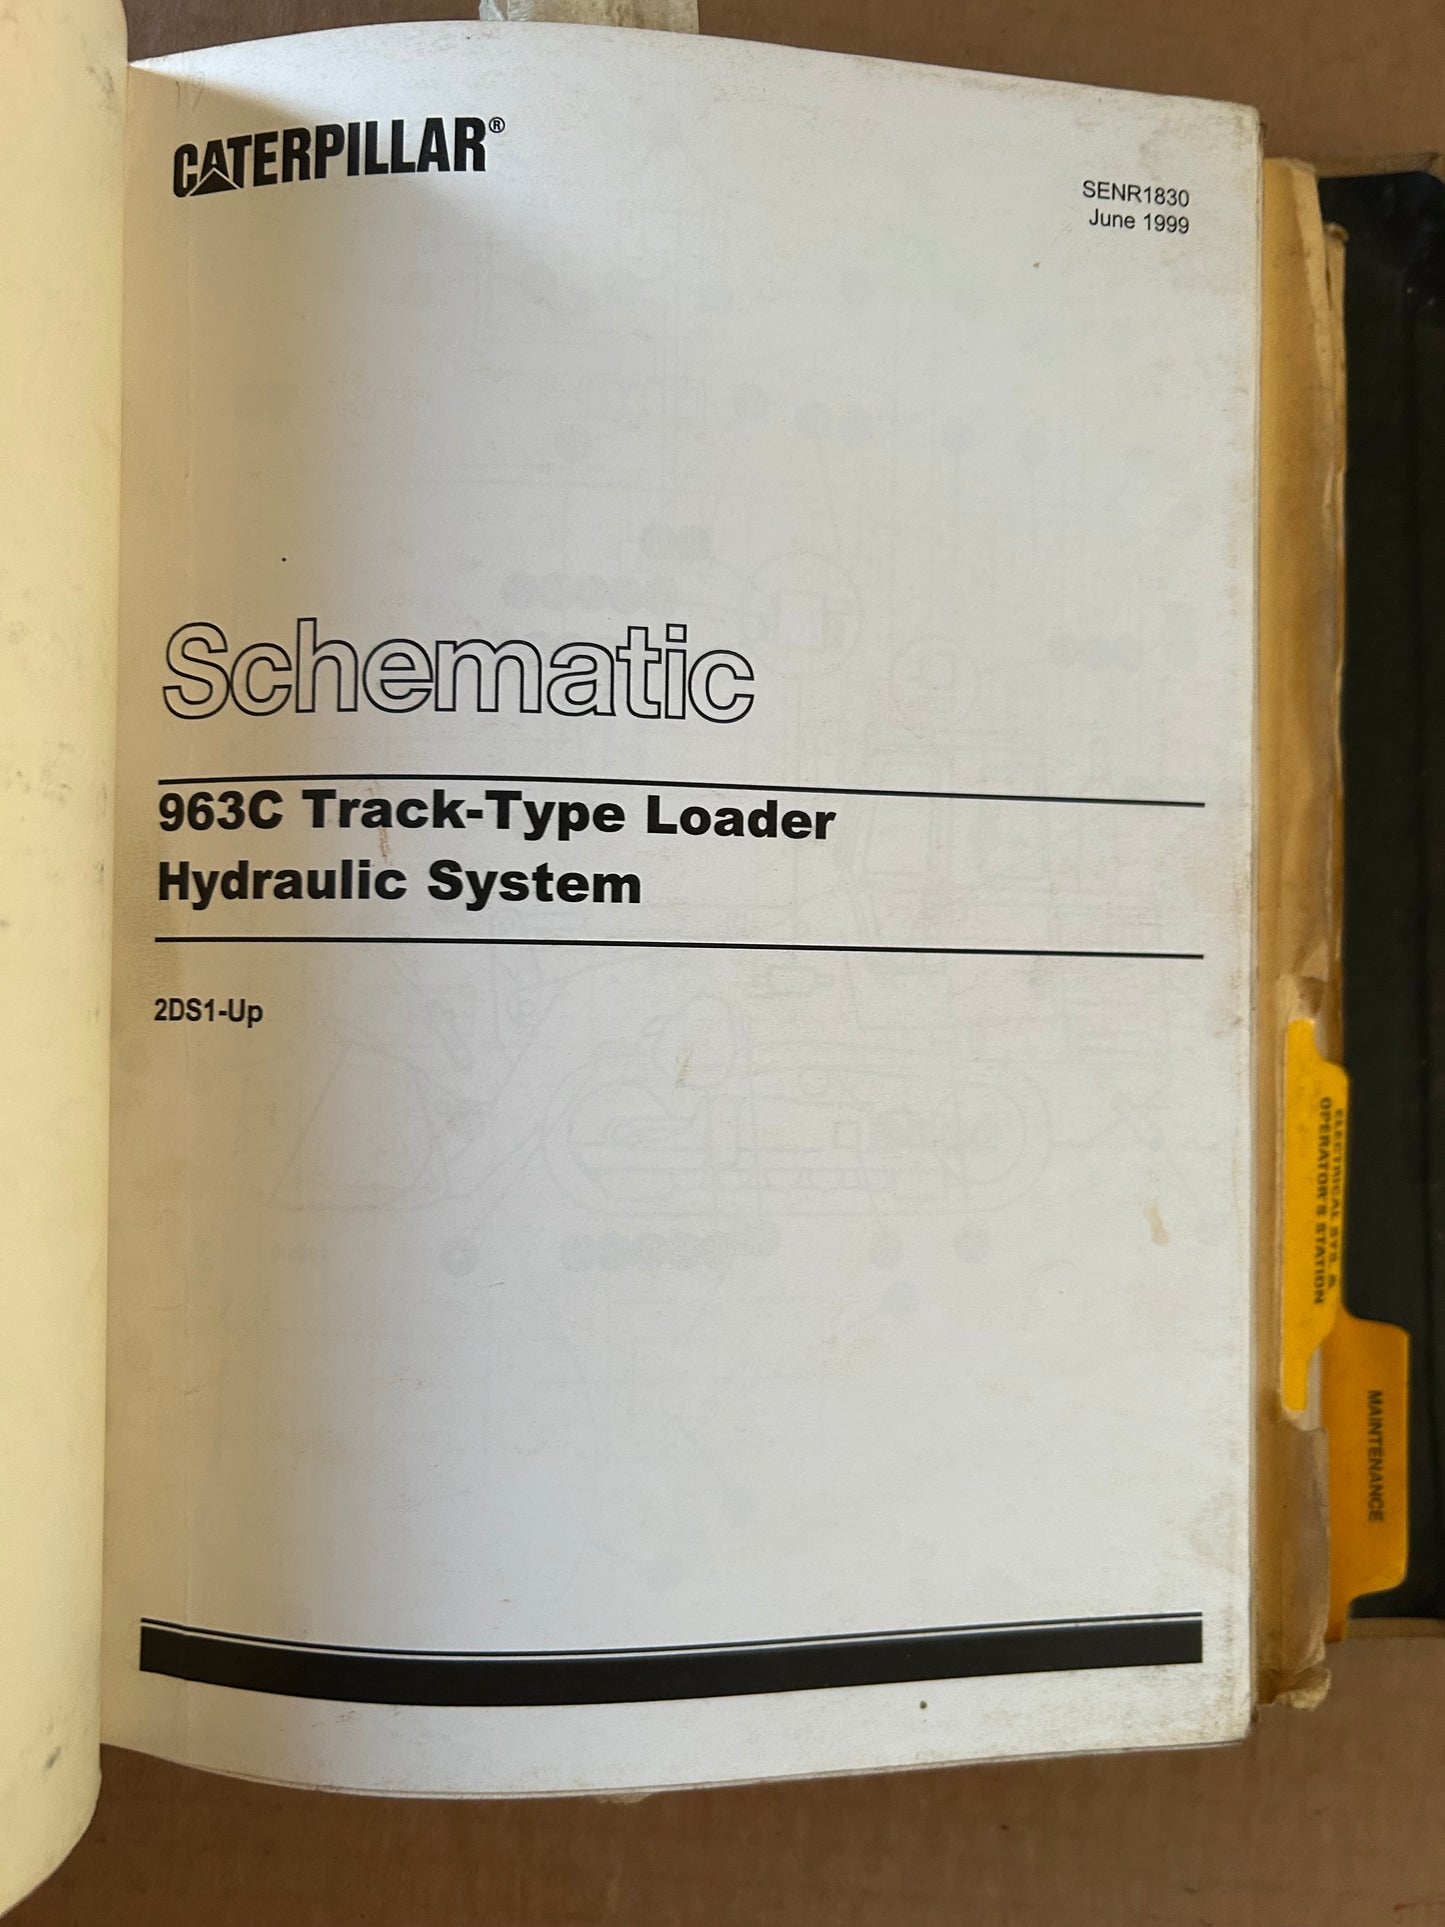 CATERPILLAR®
SENR1830
June 1999
Schematic
963C Track-Type Loader
Hydraulic System
2DS1-Up
ELECTRICAL SYS. &
OPERATOR'S STATION
MAINTENANCE